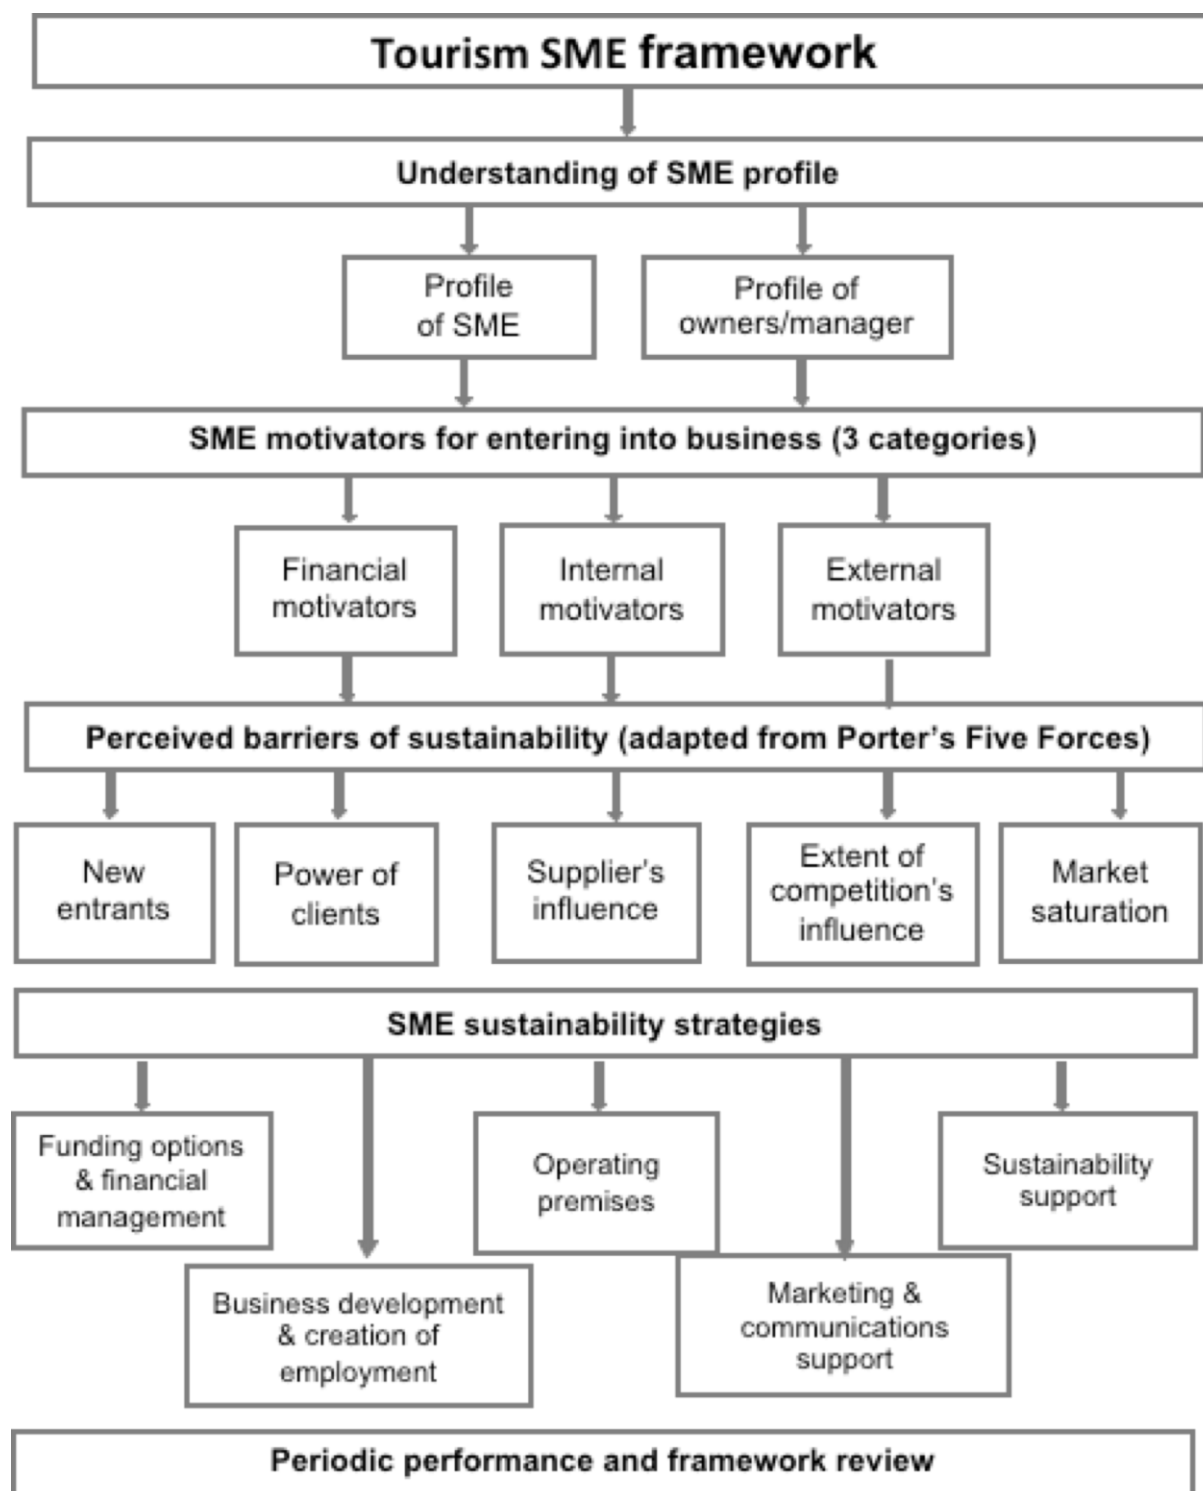 Tourism SME framework
Understanding of SME profile
Profile
of SME
Profile of
owners/manager
SME motivators for entering into business (3 categories)
Financial
motivators
Internal
motivators
External
motivators
Perceived barriers of sustainability (adapted from Porter's Five Forces)
New
entrants
Power of
clients
Supplier's
influence
Extent of
competition's
influence
Market
saturation
SME sustainability strategies
Funding options
& financial
management
Operating
premises
Sustainability
support
Business development
& creation of
employment
Marketing &
communications
support
Periodic performance and framework review